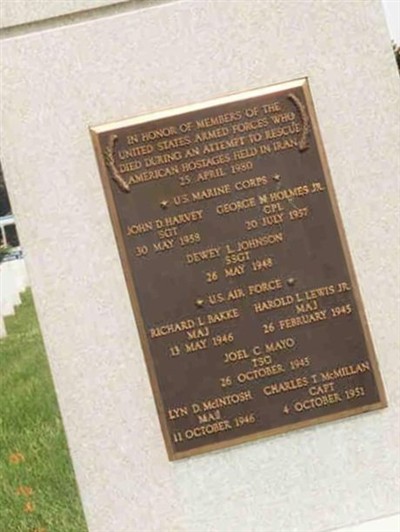 IN HONOR OF MEMBERS OF THE
UNITED STATES ARMED FORCES WHO
DIED DURING AN ATTEMPT TO RESCUE
AMERICAN HOSTAGES HELD IN IRAN
25 APRIL 1980
U.S. MARINE CORPS
JOHN D. HARVEY
SGT
30 MAY 1958
GEORGE N. HOLMES, JR.
CPL
20 JULY 1957
DEWEY L. JOHNSON
SSGT
26 MAY 1948
U.S. AIR FORCE
RICHARD L. BAKKE
MAJ
13 MAY 1946
HAROLD L. LEWIS, JR.
MAJ
26 FEBRUARY 1945
JOEL C. MAYO
TSG
26 OCTOBER 1945
LYN D. McINTOSH
MAJ
11 OCTOBER 1946
CHARLES T. McMILLAN
CAPT
4 OCTOBER 1951